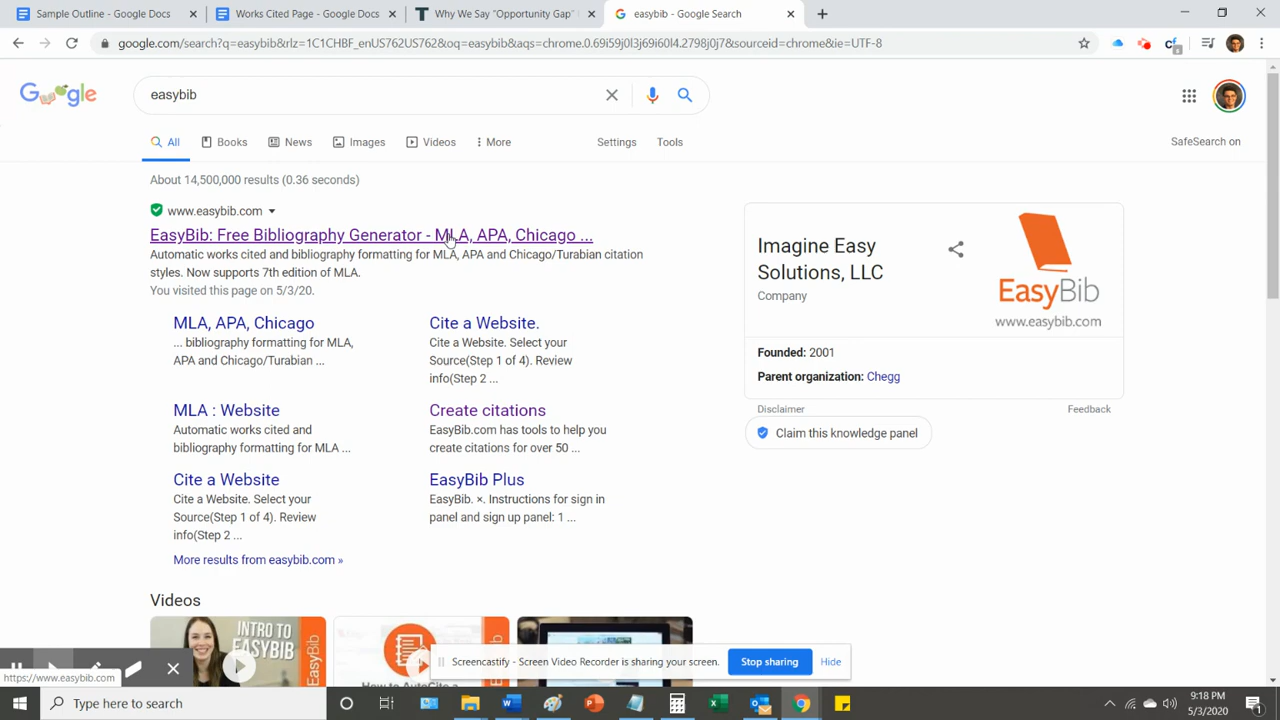 Sample Outline - Google Docs
Works Cited Page - Google Docs
Why We Say "Opportunity Gap"
easybib - Google Search
google.com/search?q=easybib&rlz=1C1CHBF_enUS762US762&oq=easybib&aqs=chrome.0.69i59j0l3j69i60l4.2798j0j7&sourceid=chrome&ie=UTF-8
Google
easybib
All
Books
News
Images
Videos
More
Settings
Tools
SafeSearch on
About 14,500,000 results (0.36 seconds)
www.easybib.com
EasyBib: Free Bibliography Generator - MLA, APA, Chicago ...
Automatic works cited and bibliography formatting for MLA, APA and Chicago/Turabian citation
styles. Now supports 7th edition of MLA.
You visited this page on 5/3/20.
MLA, APA, Chicago
... bibliography formatting for MLA,
APA and Chicago/Turabian ...
Cite a Website.
Cite a Website. Select your
Source(Step 1 of 4). Review
info(Step 2 ...
MLA : Website
Automatic works cited and
bibliography formatting for MLA ...
Create citations
EasyBib.com has tools to help you
create citations for over 50 ...
Cite a Website
Cite a Website. Select your
Source(Step 1 of 4). Review
info(Step 2 ...
EasyBib Plus
EasyBib. ×. Instructions for sign in
panel and sign up panel: 1 ...
More results from easybib.com »
Imagine Easy
Solutions, LLC
Company
EasyBib
www.easybib.com
Founded: 2001
Parent organization: Chegg
Disclaimer
Feedback
Claim this knowledge panel
Videos
INTRO TO
EASYBIB
EasyBib
How to AutoCite a
Screencastify - Screen Video Recorder is sharing your screen.
Stop sharing
Hide
https://www.easybib.com
Type here to search
9:18 PM
5/3/2020